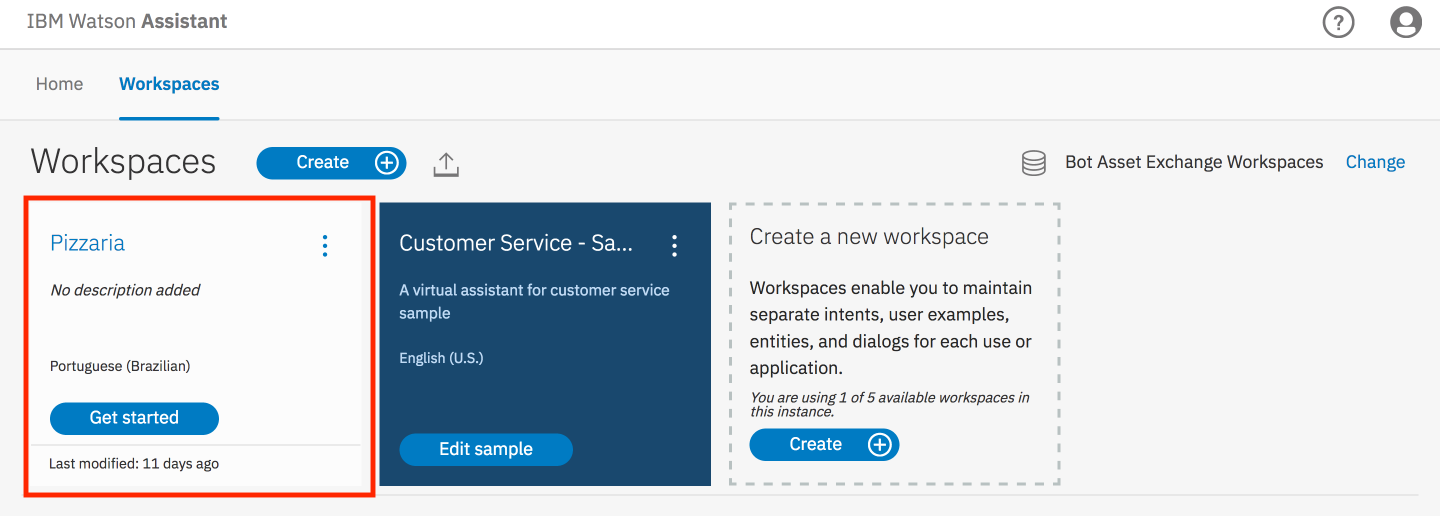 IBM Watson Assistant
?
Home
Workspaces
Workspaces
Create
Bot Asset Exchange Workspaces
Change
Pizzaria
No description added
Portuguese (Brazilian)
Get started
Last modified: 11 days ago
Customer Service - Sa...
A virtual assistant for customer service
sample
English (U.S.)
Edit sample
Create a new workspace
Workspaces enable you to maintain
separate intents, user examples,
entities, and dialogs for each use or
application.
You are using 1 of 5 available workspaces in
this instance.
Create